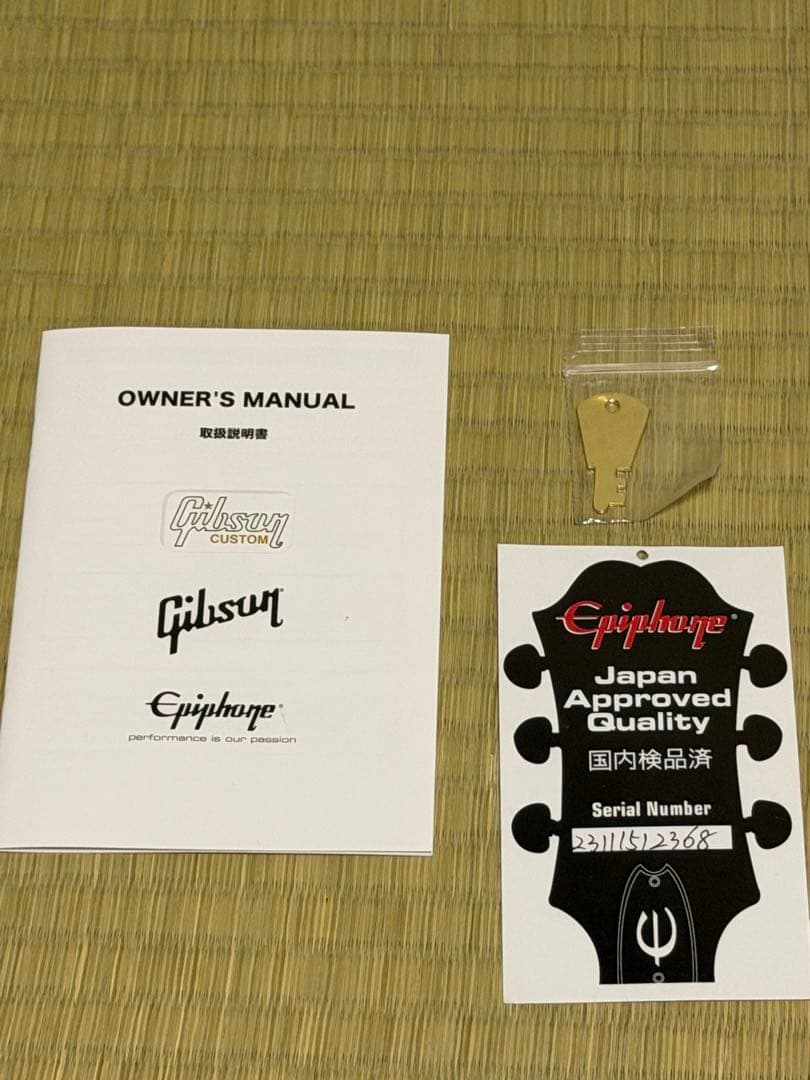 OWNER'S MANUAL
取扱説明書
Gibson
CUSTOM
Gibson
Epiphone
performance is our passion
Epiphone
Japan
Approved
Quality
国内検品済
Serial Number
23111512368